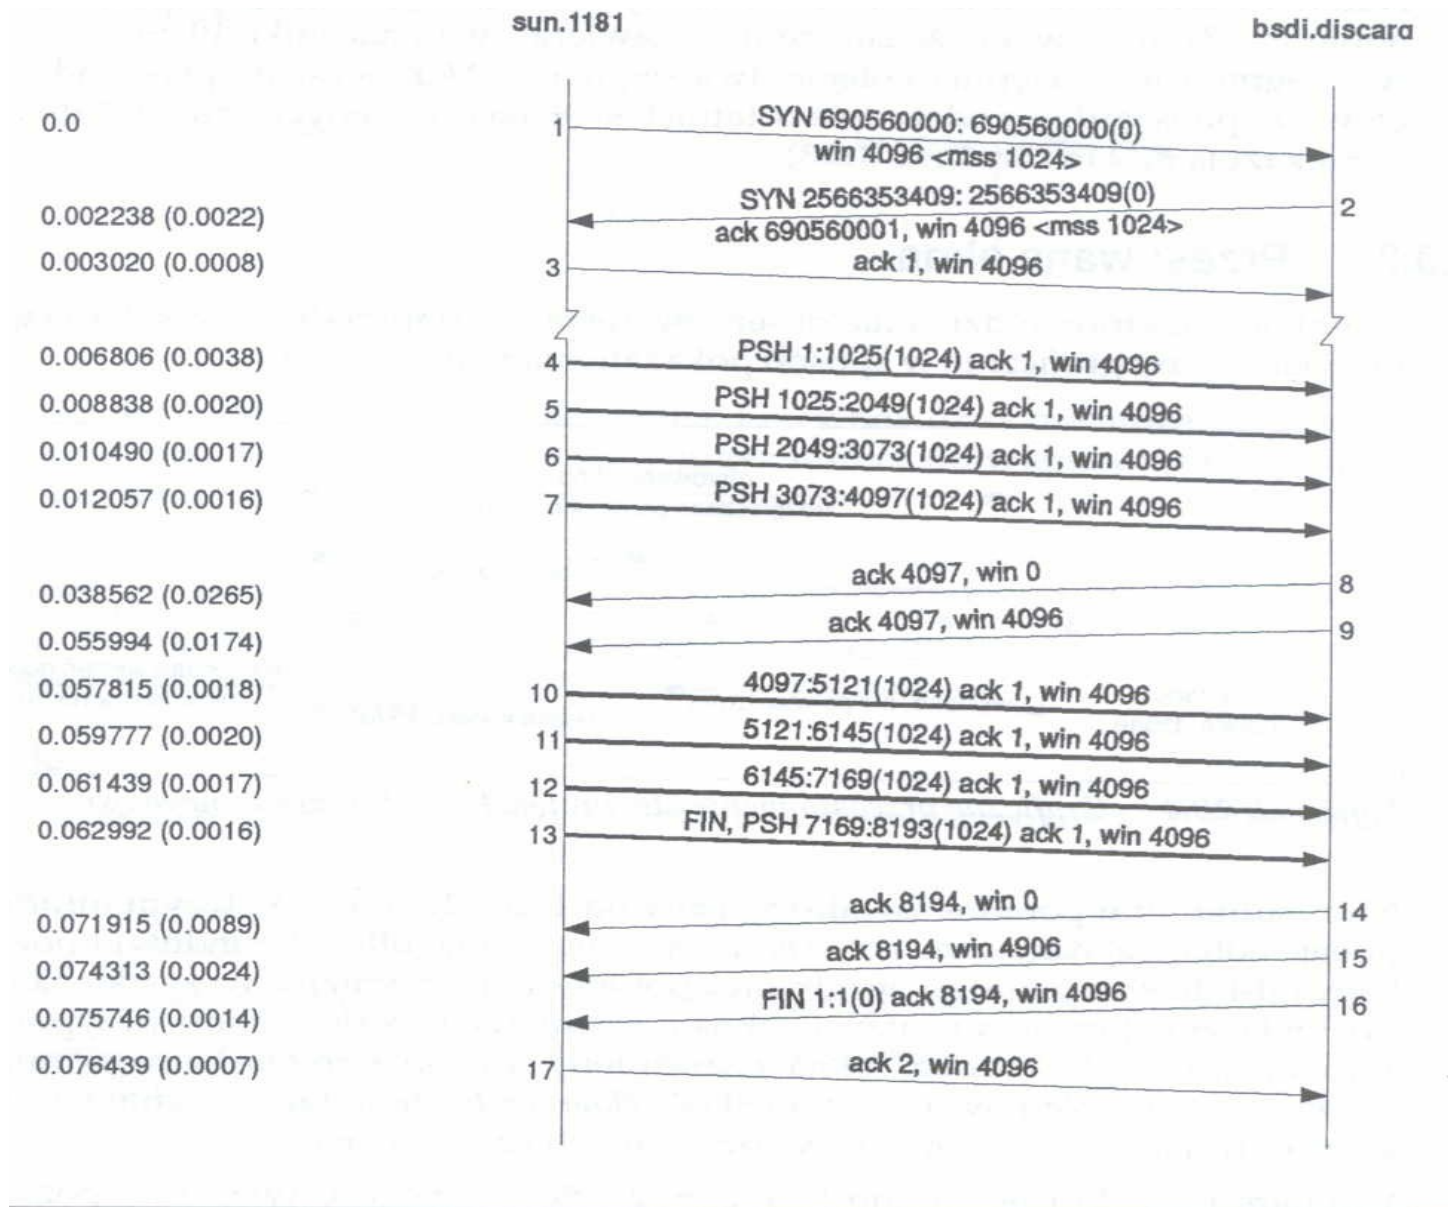 sun.1181
bsdi.discard
0.0
1
SYN 690560000: 690560000(0)
win 4096 <mss 1024>
SYN 2566353409: 2566353409(0)
2
0.002238 (0.0022)
ack 690560001, win 4096 <mss 1024>
0.003020 (0.0008)
3
ack 1, win 4096
0.006806 (0.0038)
4
PSH 1:1025(1024) ack 1, win 4096
0.008838 (0.0020)
5
PSH 1025:2049(1024) ack 1, win 4096
0.010490 (0.0017)
6
PSH 2049:3073(1024) ack 1, win 4096
0.012057 (0.0016)
7
PSH 3073:4097(1024) ack 1, win 4096
0.038562 (0.0265)
ack 4097, win 0
8
0.055994 (0.0174)
ack 4097, win 4096
9
0.057815 (0.0018)
10
4097:5121(1024) ack 1, win 4096
0.059777 (0.0020)
11
5121:6145(1024) ack 1, win 4096
0.061439 (0.0017)
12
6145:7169(1024) ack 1, win 4096
0.062992 (0.0016)
13
FIN, PSH 7169:8193(1024) ack 1, win 4096
0.071915 (0.0089)
ack 8194, win 0
14
0.074313 (0.0024)
ack 8194, win 4906
15
0.075746 (0.0014)
FIN 1:1(0) ack 8194, win 4096
16
0.076439 (0.0007)
17
ack 2, win 4096